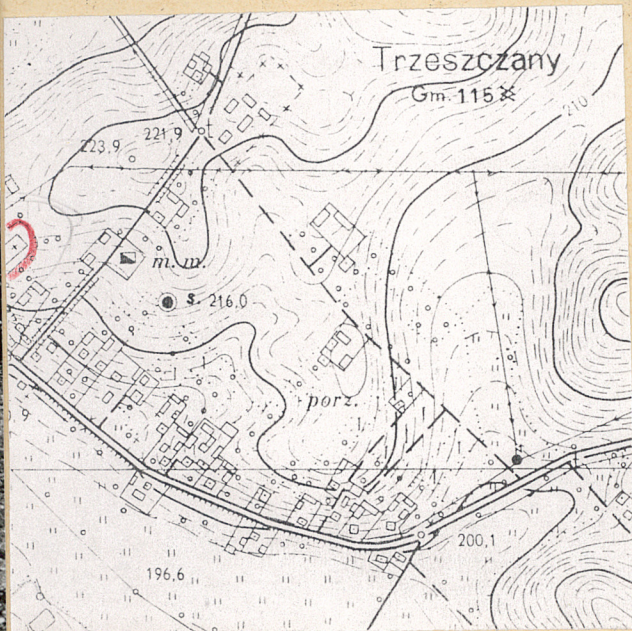 Trzeszczany
Gm. 115
210
221,9
223,9
m. m.
s. 216,0
porz.
200,1
196,6